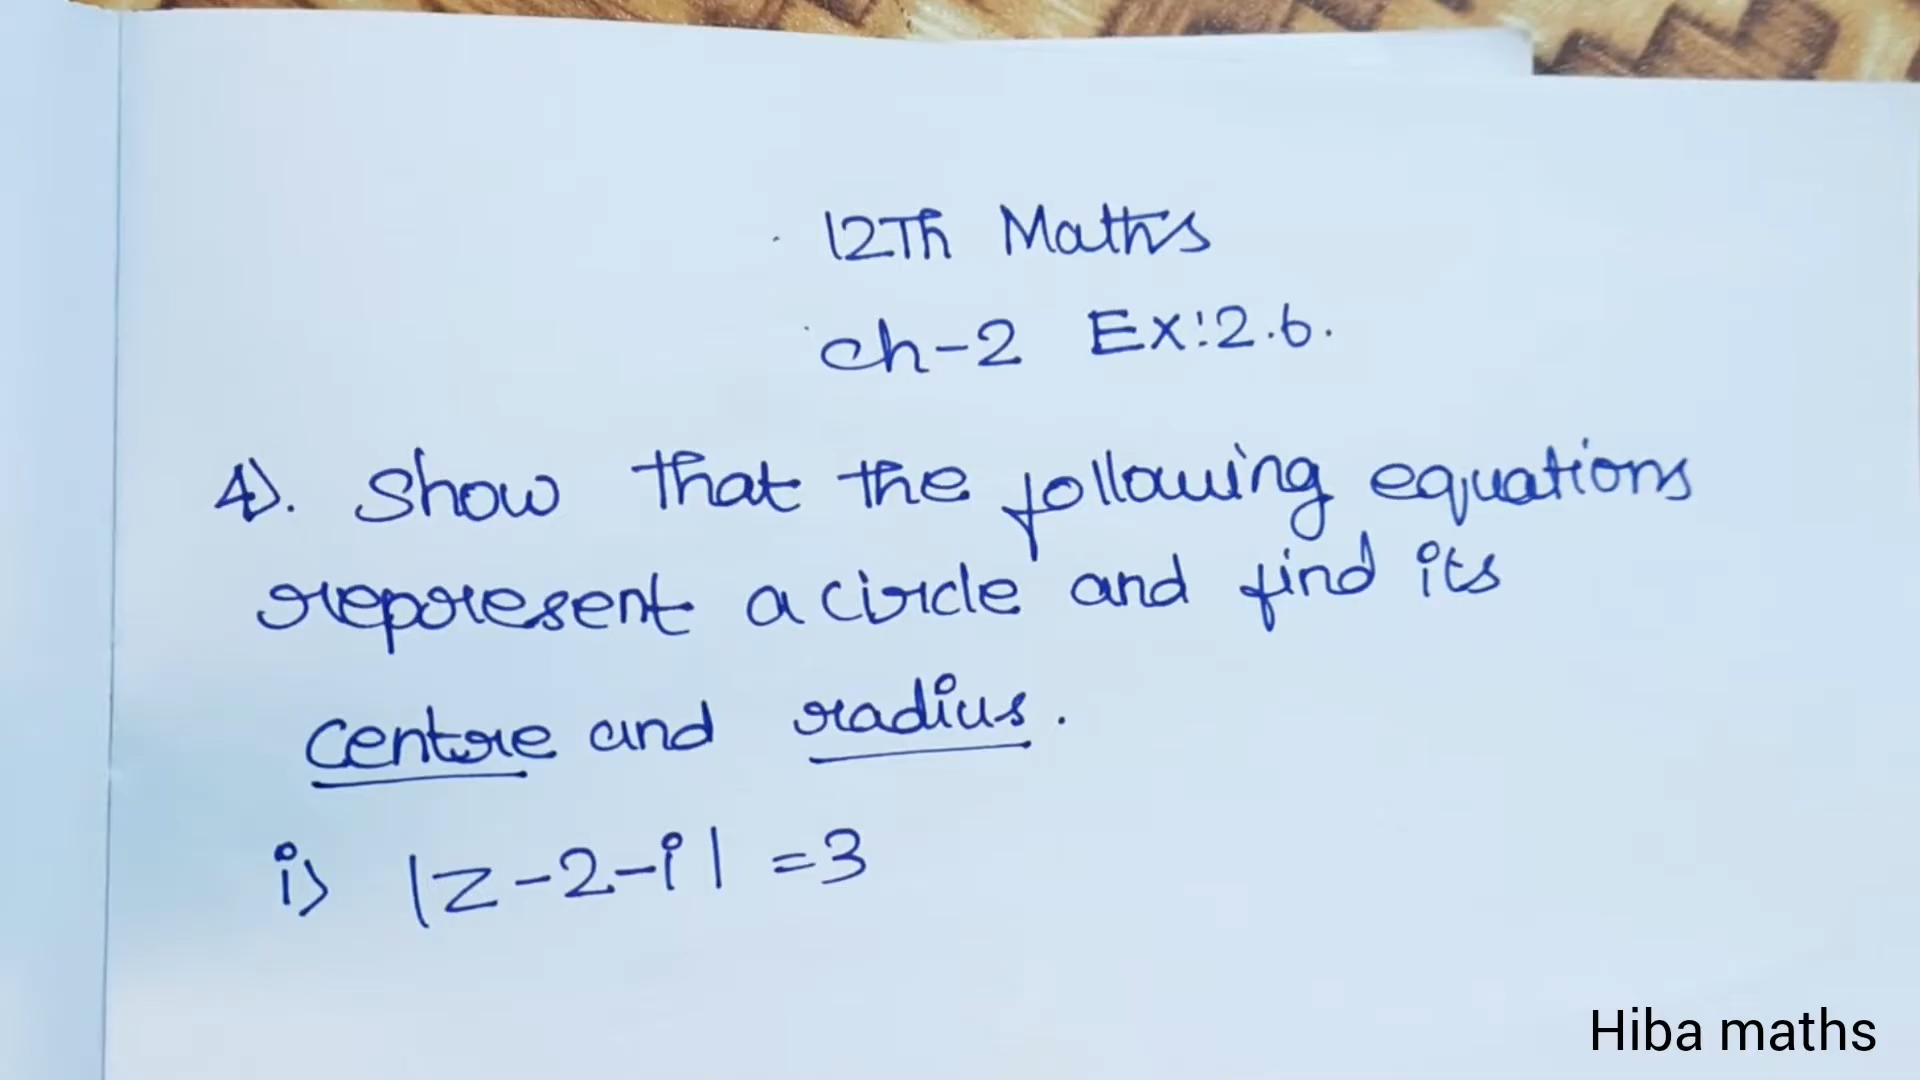 12Th Maths
ch-2 Ex:2.6.
4). Show that the following equations
represent a circle and find its
centre and radius.
i) |z-2-i| =3
Hiba maths